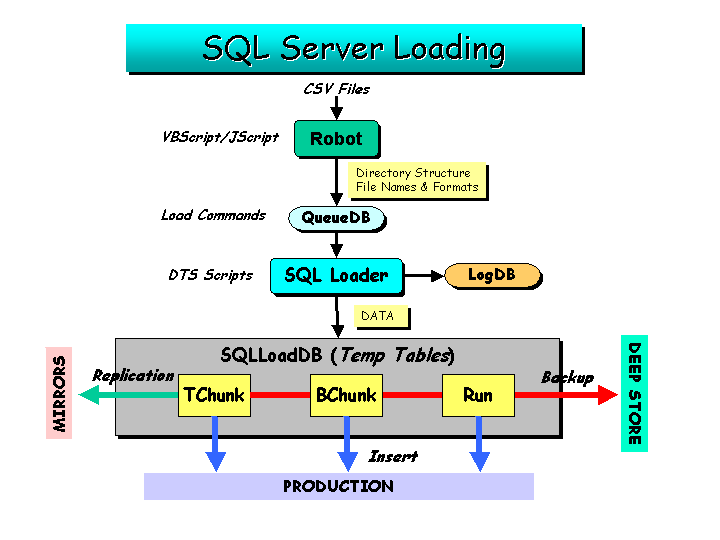 SQL Server Loading
CSV Files
VBScript/JScript
Robot
Directory Structure
File Names & Formats
Load Commands
QueueDB
DTS Scripts
SQL Loader
LogDB
DATA
SQLLoadDB (Temp Tables)
MIRRORS
Replication
TChunk
BChunk
Run
Backup
DEEP STORE
Insert
PRODUCTION